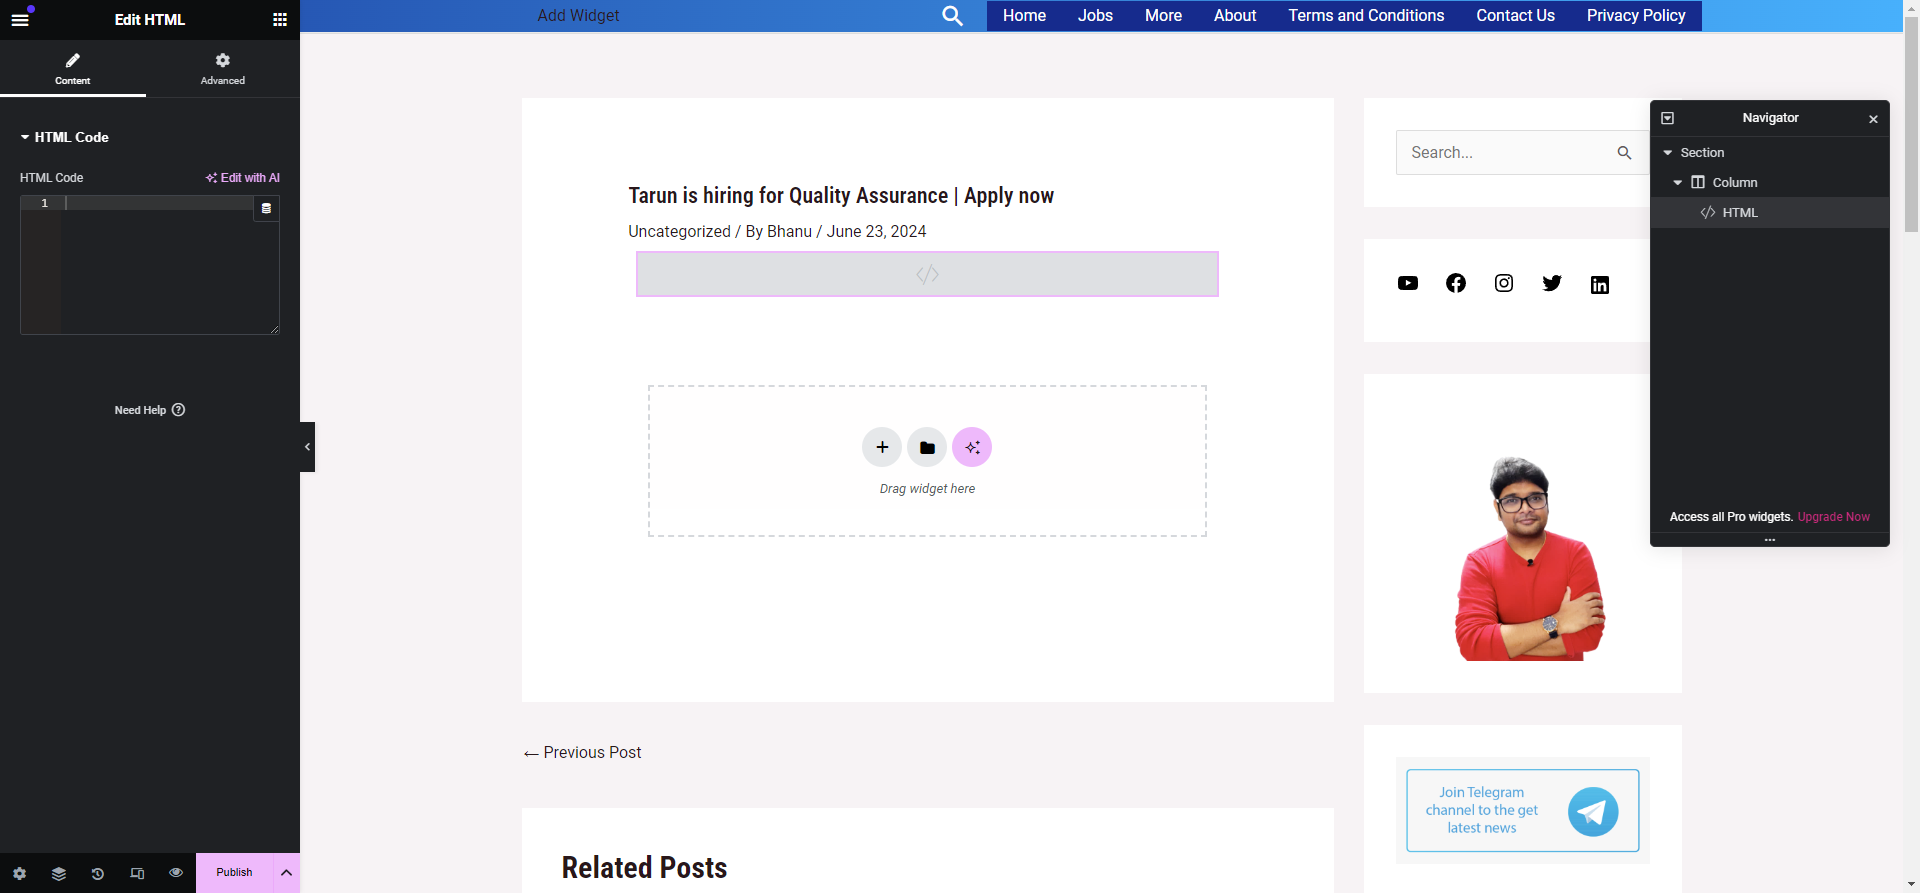 Edit HTML
Content
Advanced
HTML Code
HTML Code
Edit with AI
1
Need Help
Publish
Add Widget
Home
Jobs
More
About
Terms and Conditions
Contact Us
Privacy Policy
Tarun is hiring for Quality Assurance | Apply now
Uncategorized / By Bhanu / June 23, 2024
Drag widget here
← Previous Post
Related Posts
Search...
Join Telegram
channel to the get
latest news
Navigator
Section
Column
HTML
Access all Pro widgets. Upgrade Now